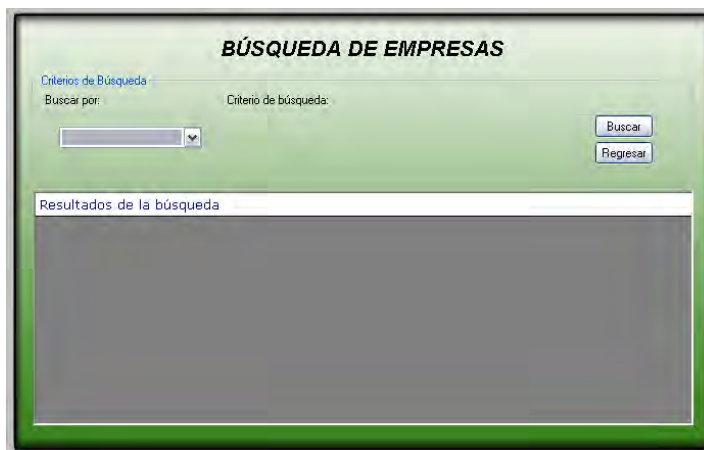 BÚSQUEDA DE EMPRESAS
Criterios de Búsqueda
Buscar por:
Criterio de búsqueda:
Buscar
Regresar
Resultados de la búsqueda